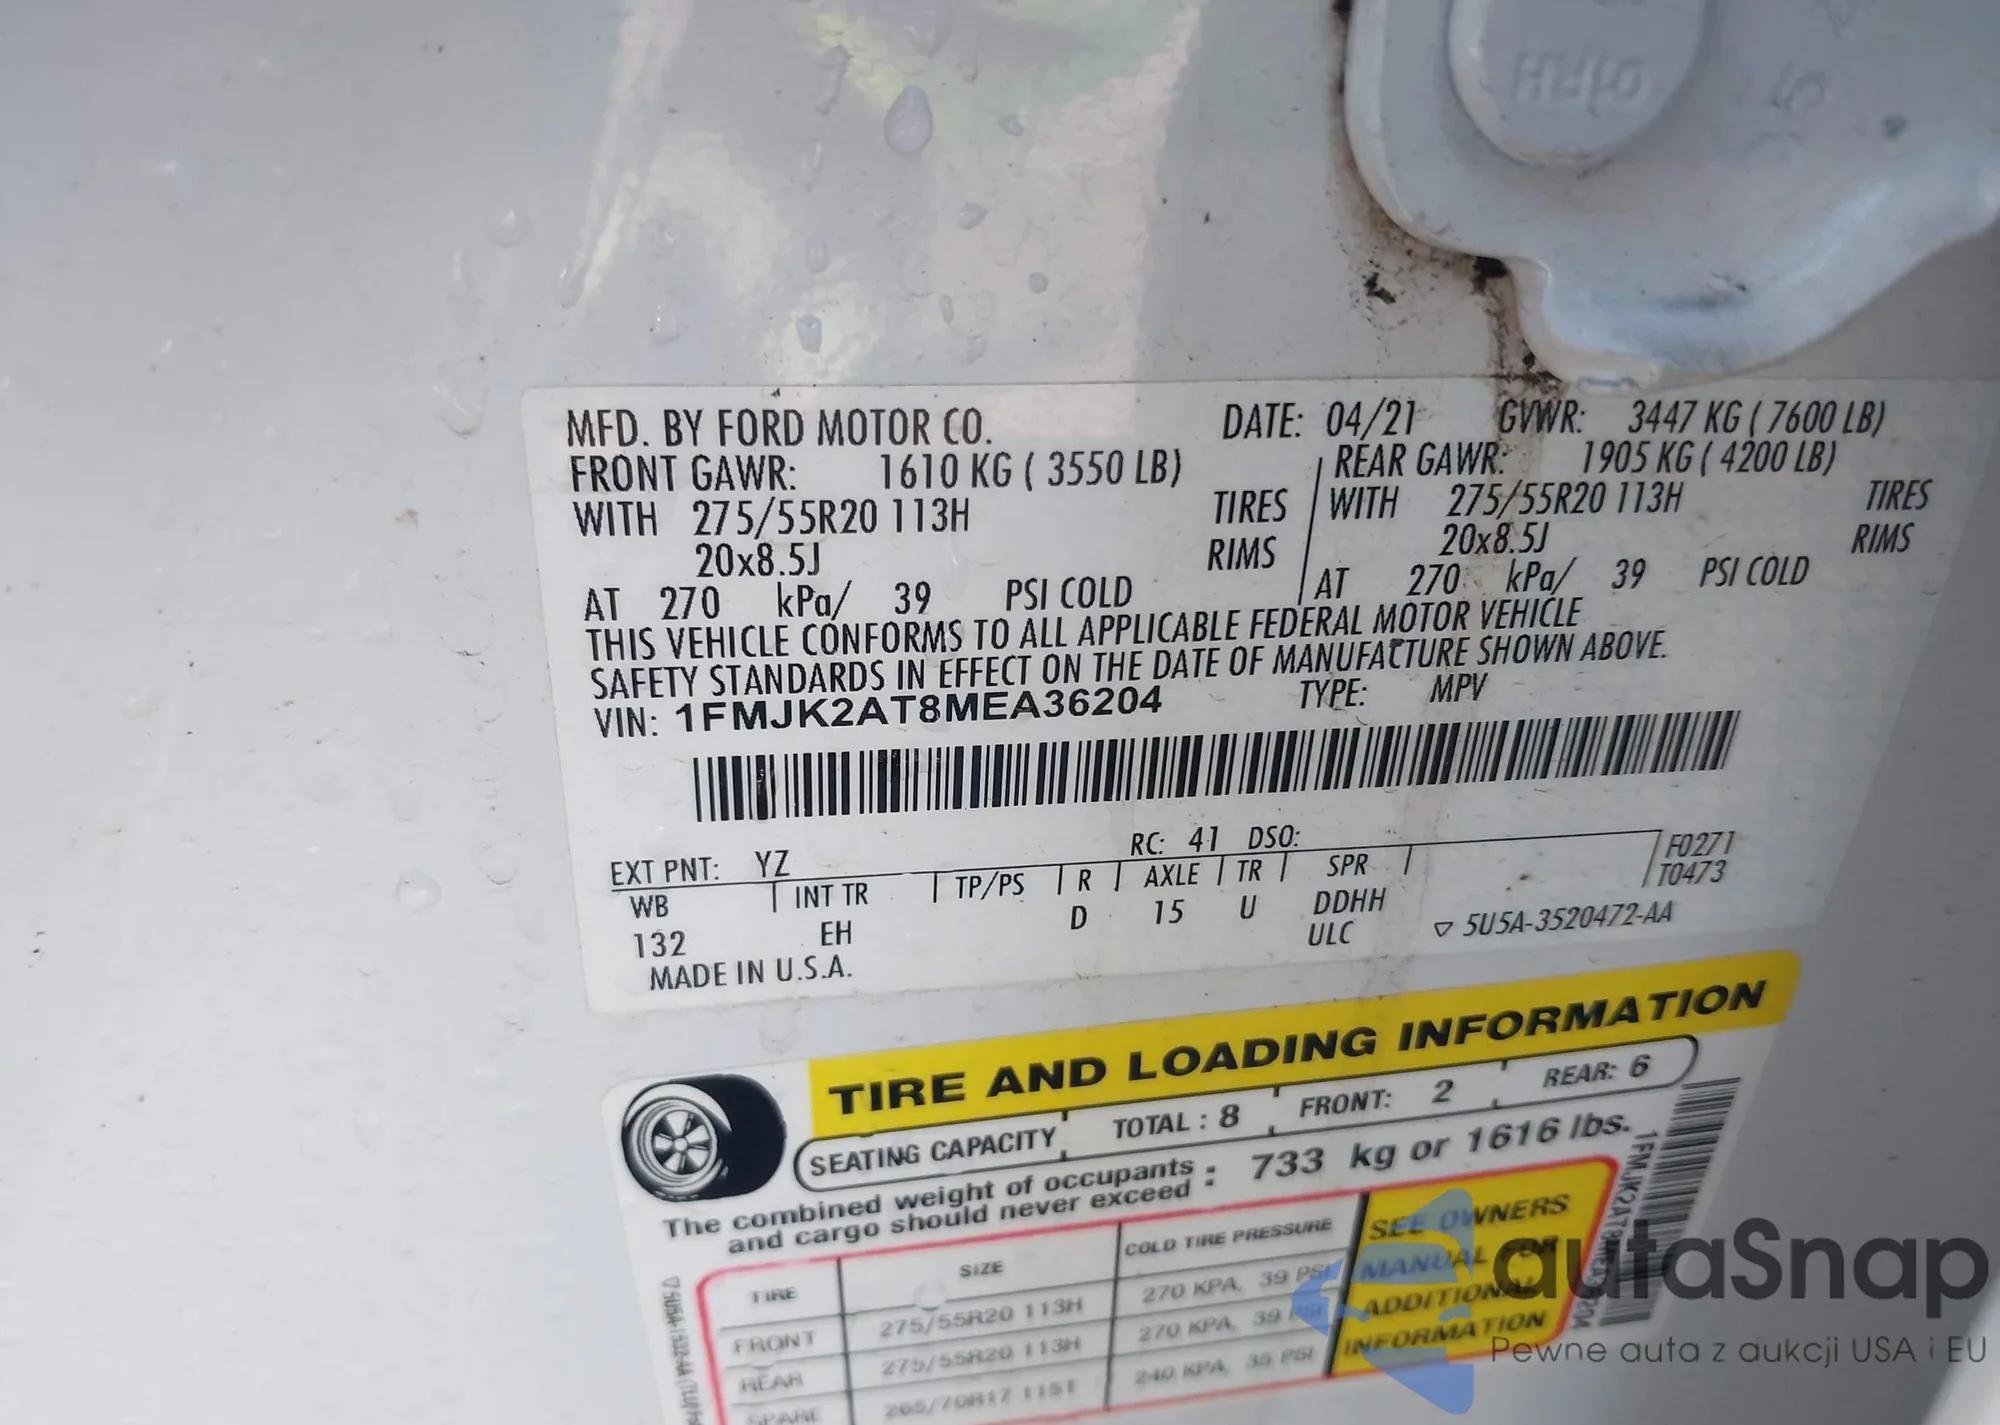 MFD. BY FORD MOTOR CO. DATE: 04/21 GVWR: 3447 KG ( 7600 LB)
FRONT GAWR: 1610 KG ( 3550 LB) REAR GAWR: 1905 KG ( 4200 LB)
WITH 275/55R20 113H TIRES WITH 275/55R20 113H TIRES
20x8.5J RIMS 20x8.5J RIMS
AT 270 kPa/ 39 PSI COLD AT 270 kPa/ 39 PSI COLD
THIS VEHICLE CONFORMS TO ALL APPLICABLE FEDERAL MOTOR VEHICLE
SAFETY STANDARDS IN EFFECT ON THE DATE OF MANUFACTURE SHOWN ABOVE.
VIN: 1FMJK2AT8MEA36204 TYPE: MPV
EXT PNT: YZ RC: 41 DSO: F0271
WB INT TR TP/PS R AXLE TR SPR T0473
132 EH D 15 U DDHH
ULC ▽ 5U5A-3520472-AA
MADE IN U.S.A.
TIRE AND LOADING INFORMATION
SEATING CAPACITY TOTAL : 8 FRONT: 2 REAR: 6
The combined weight of occupants and cargo should never exceed : 733 kg or 1616 lbs.
TIRE SIZE COLD TIRE PRESSURE
FRONT 275/55R20 113H 270 KPA, 39 PSI
REAR 275/55R20 113H 270 KPA, 39 PSI
SPARE 265/70R17 115T 240 KPA, 35 PSI
SEE OWNERS
MANUAL FOR
ADDITIONAL
INFORMATION
1FMJK2AT8MEA36204
autaSnap
Pewne auta z aukcji USA i EU